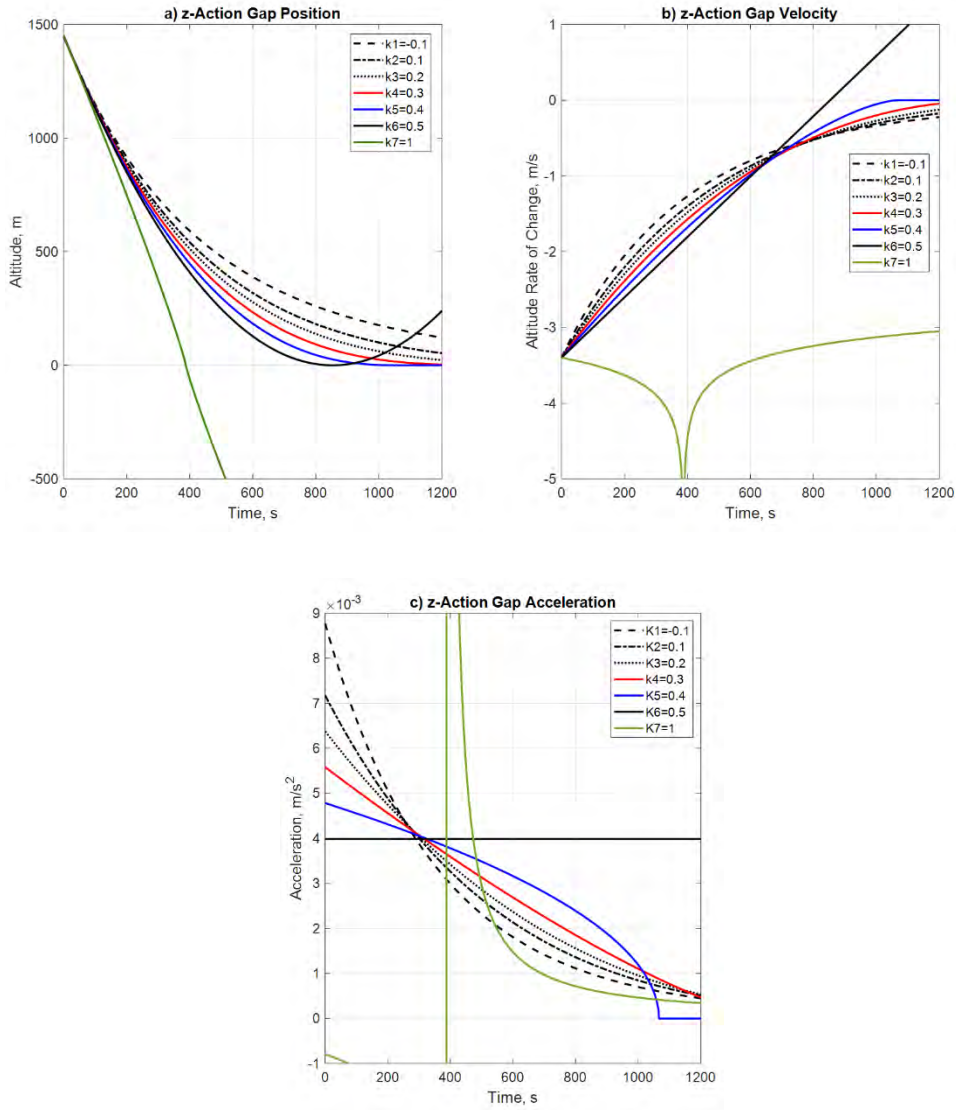 a) z-Action Gap Position
1500
1000
500
0
-500
0 200 400 600 800 1000 1200
Altitude, m
Time, s
k1=-0.1
k2=0.1
k3=0.2
k4=0.3
k5=0.4
k6=0.5
k7=1
b) z-Action Gap Velocity
1
0
-1
-2
-3
-4
-5
0 200 400 600 800 1000 1200
Altitude Rate of Change, m/s
Time, s
k1=-0.1
k2=0.1
k3=0.2
k4=0.3
k5=0.4
k6=0.5
k7=1
c) z-Action Gap Acceleration
×10⁻³
9
8
7
6
5
4
3
2
1
0
-1
0 200 400 600 800 1000 1200
Acceleration, m/s²
Time, s
K1=-0.1
K2=0.1
K3=0.2
k4=0.3
K5=0.4
K6=0.5
K7=1